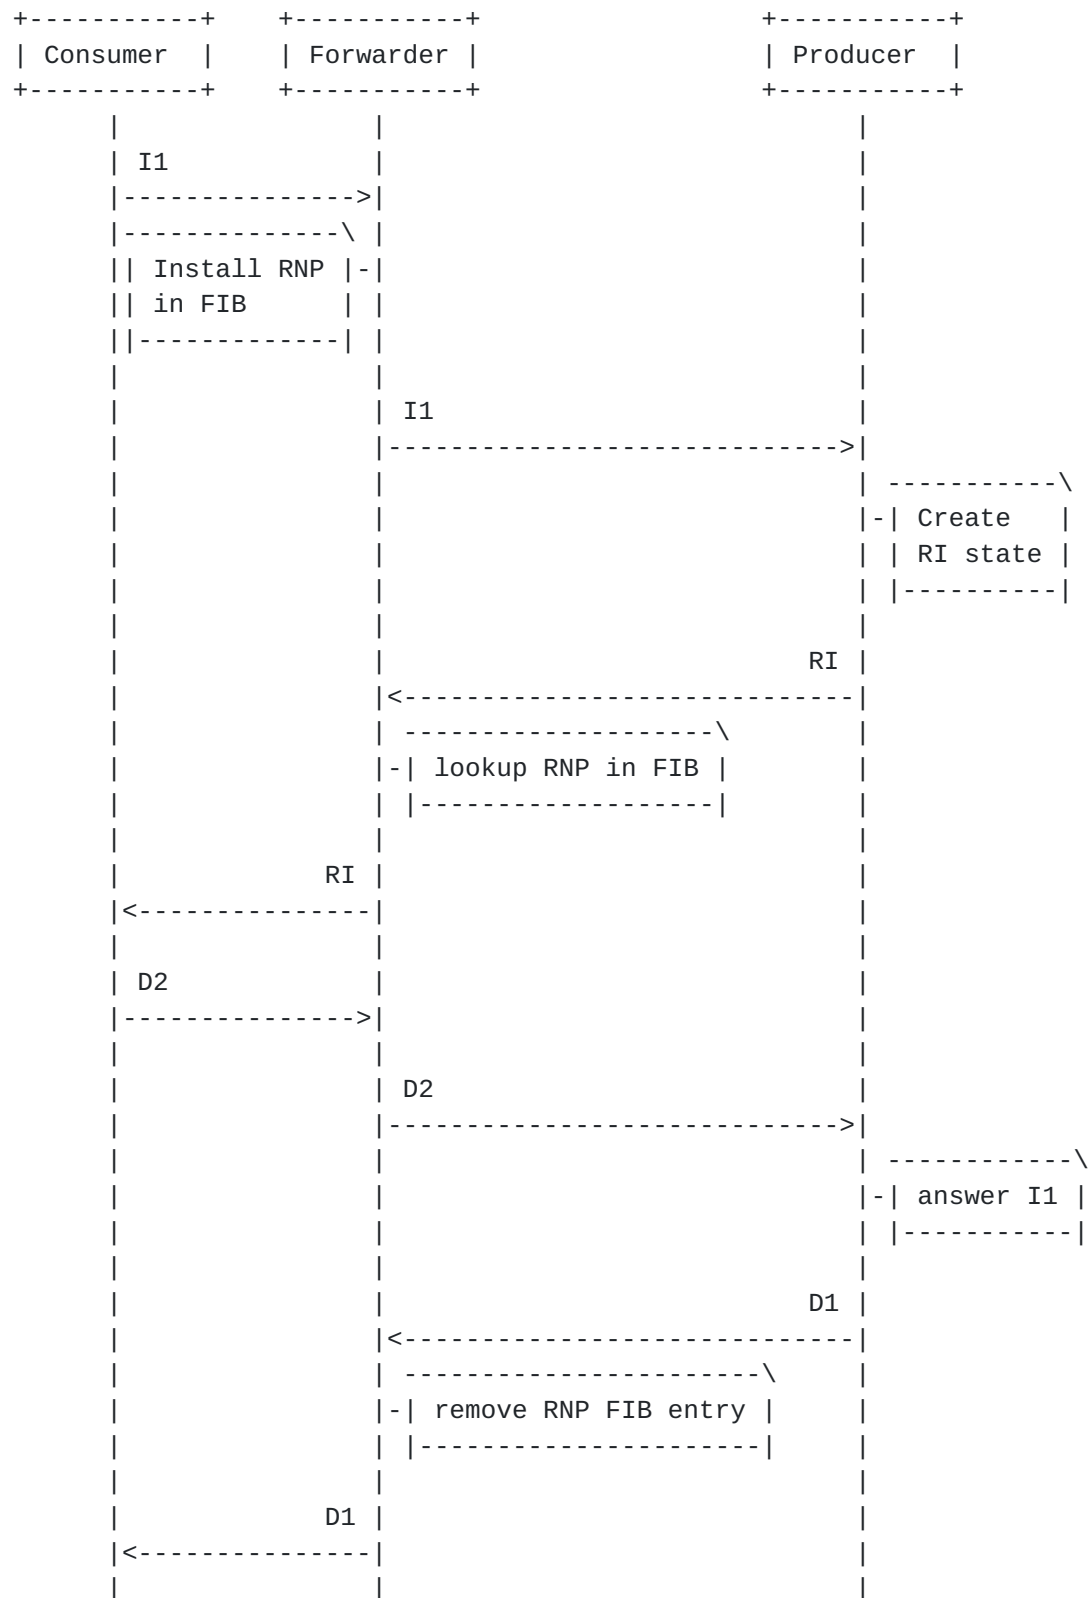 Consumer Forwarder Producer
I1
Install RNP
in FIB
I1
Create
RI state
RI
lookup RNP in FIB
RI
D2
D2
answer I1
D1
remove RNP FIB entry
D1